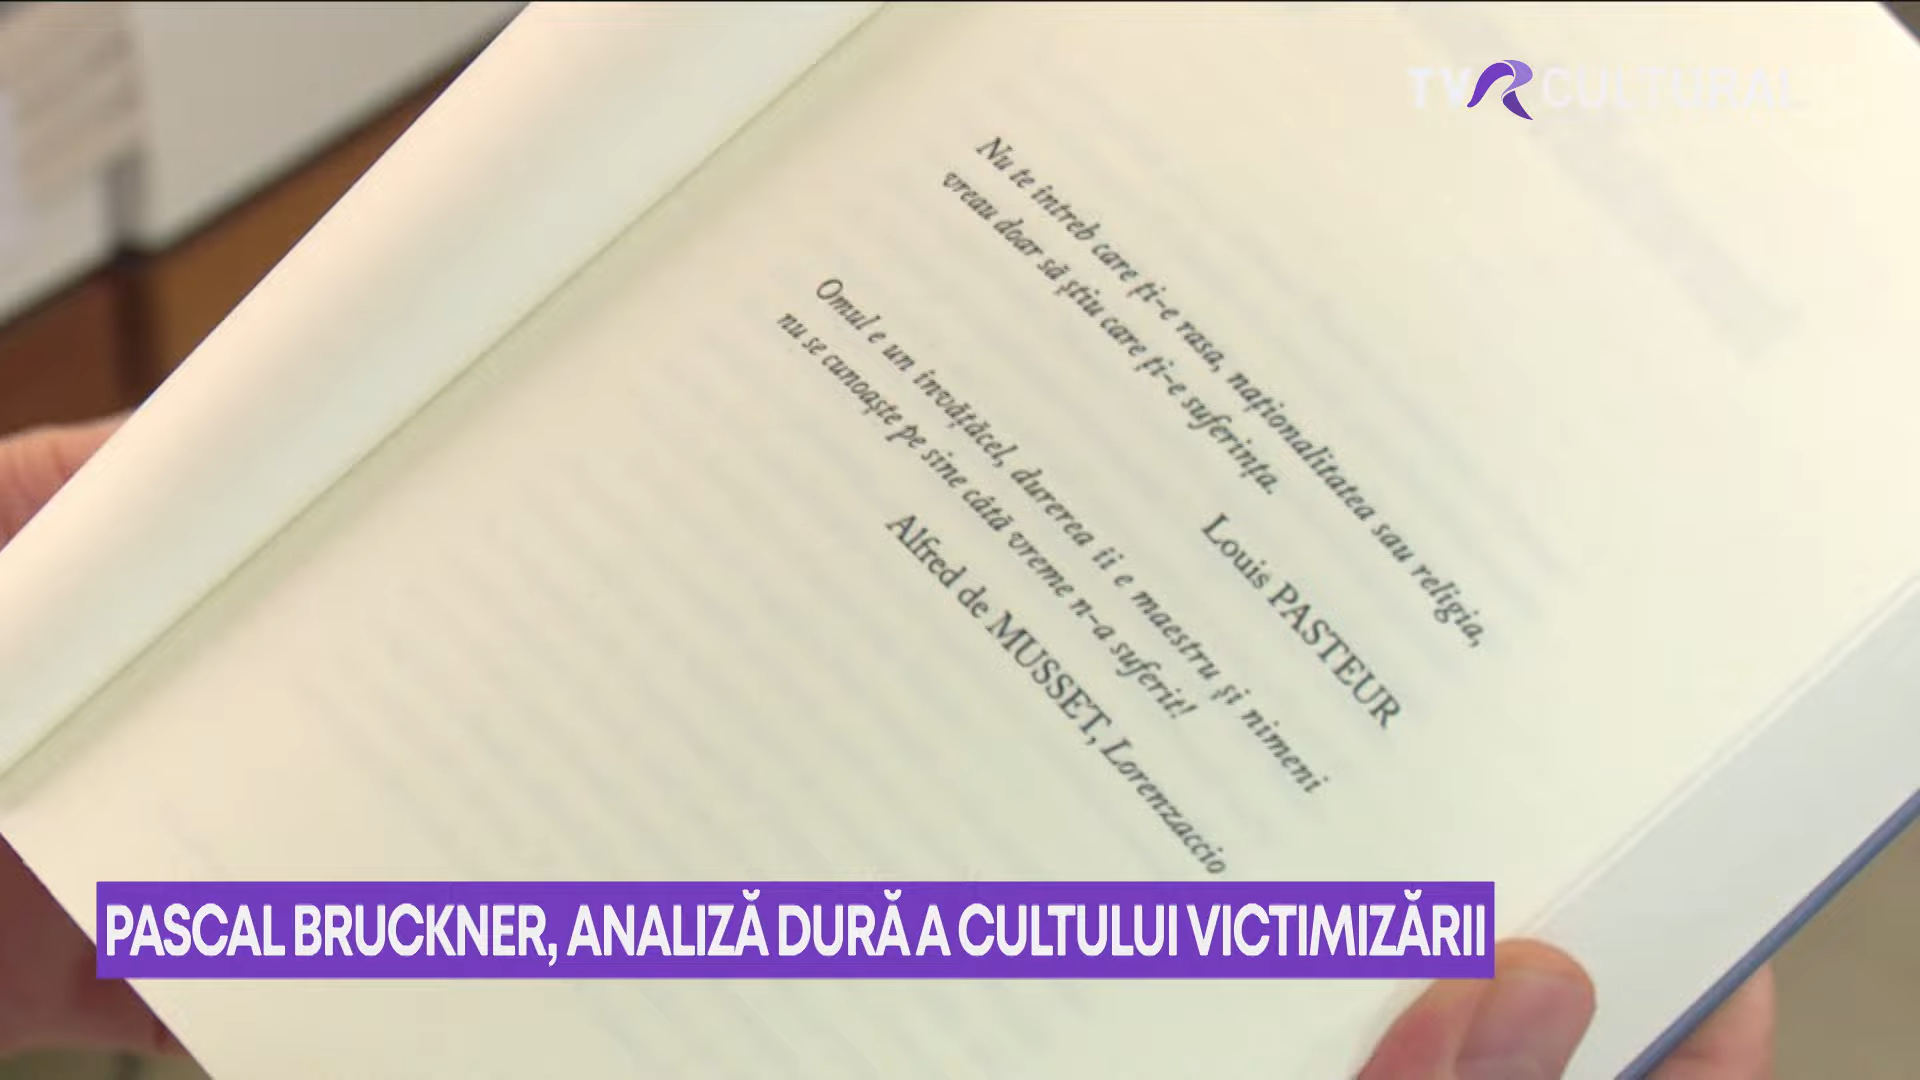 TVR CULTURAL
Nu te întreb care ți-e rasa, naționalitatea sau religia,
vreau doar să știu care ți-e suferința.
Louis PASTEUR
Omul e un învățăcel, durerea îi e maestru și nimeni
nu se cunoaște pe sine câtă vreme n-a suferit!
Alfred de MUSSET, Lorenzaccio
PASCAL BRUCKNER, ANALIZĂ DURĂ A CULTULUI VICTIMIZĂRII